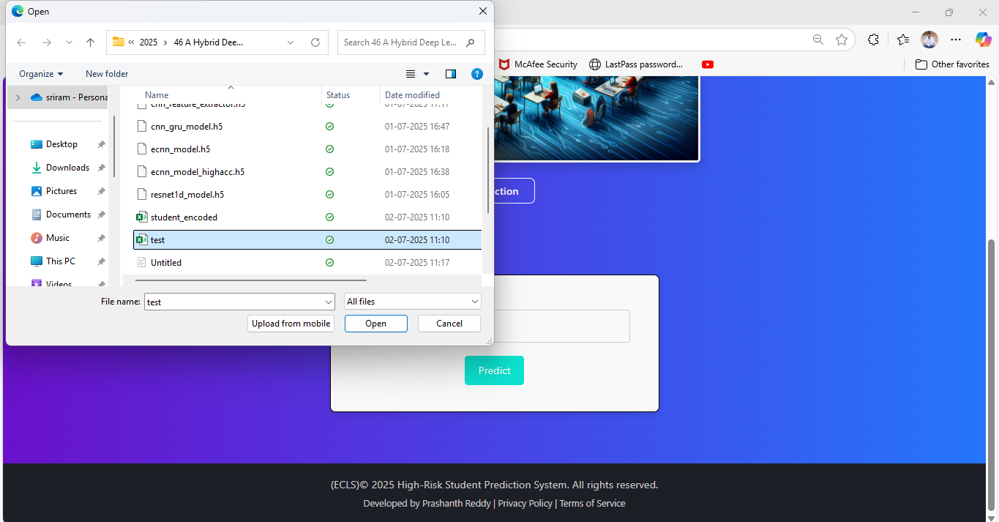 Open
2025 › 46 A Hybrid Dee...
Search 46 A Hybrid Deep Le...
Organize
New folder
McAfee Security
LastPass password...
Other favorites
sriram - Persona
Name
Status
Date modified
cnn_feature_extractor.h5
01-07-2025 17:17
cnn_gru_model.h5
01-07-2025 16:47
ecnn_model.h5
01-07-2025 16:18
ecnn_model_highacc.h5
01-07-2025 16:38
resnet1d_model.h5
01-07-2025 16:05
student_encoded
02-07-2025 11:10
test
02-07-2025 11:10
Untitled
02-07-2025 11:17
Desktop
Downloads
Pictures
Documents
Music
This PC
Videos
ction
File name:
test
All files
Upload from mobile
Open
Cancel
Predict
(ECLS)© 2025 High-Risk Student Prediction System. All rights reserved.
Developed by Prashanth Reddy | Privacy Policy | Terms of Service